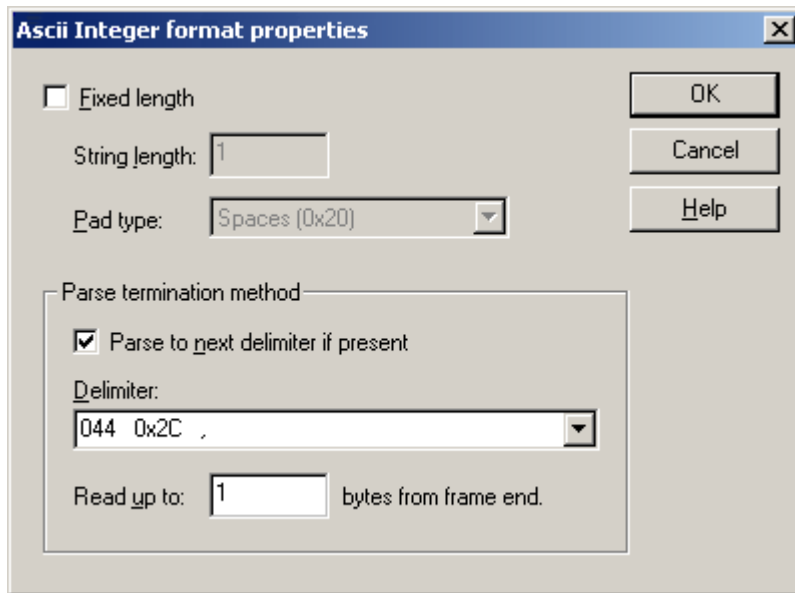 Ascii Integer format properties
Fixed length
OK
String length: 1
Cancel
Pad type: Spaces (0x20)
Help
Parse termination method
Parse to next delimiter if present
Delimiter:
044 0x2C ,
Read up to: 1 bytes from frame end.